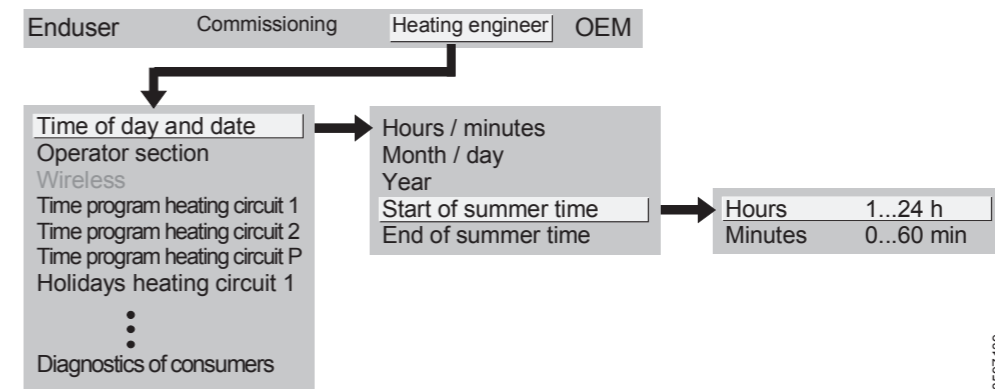 Enduser Commissioning Heating engineer OEM
Time of day and date
Operator section
Wireless
Time program heating circuit 1
Time program heating circuit 2
Time program heating circuit P
Holidays heating circuit 1
Diagnostics of consumers
Hours / minutes
Month / day
Year
Start of summer time
End of summer time
Hours 1...24 h
Minutes 0...60 min